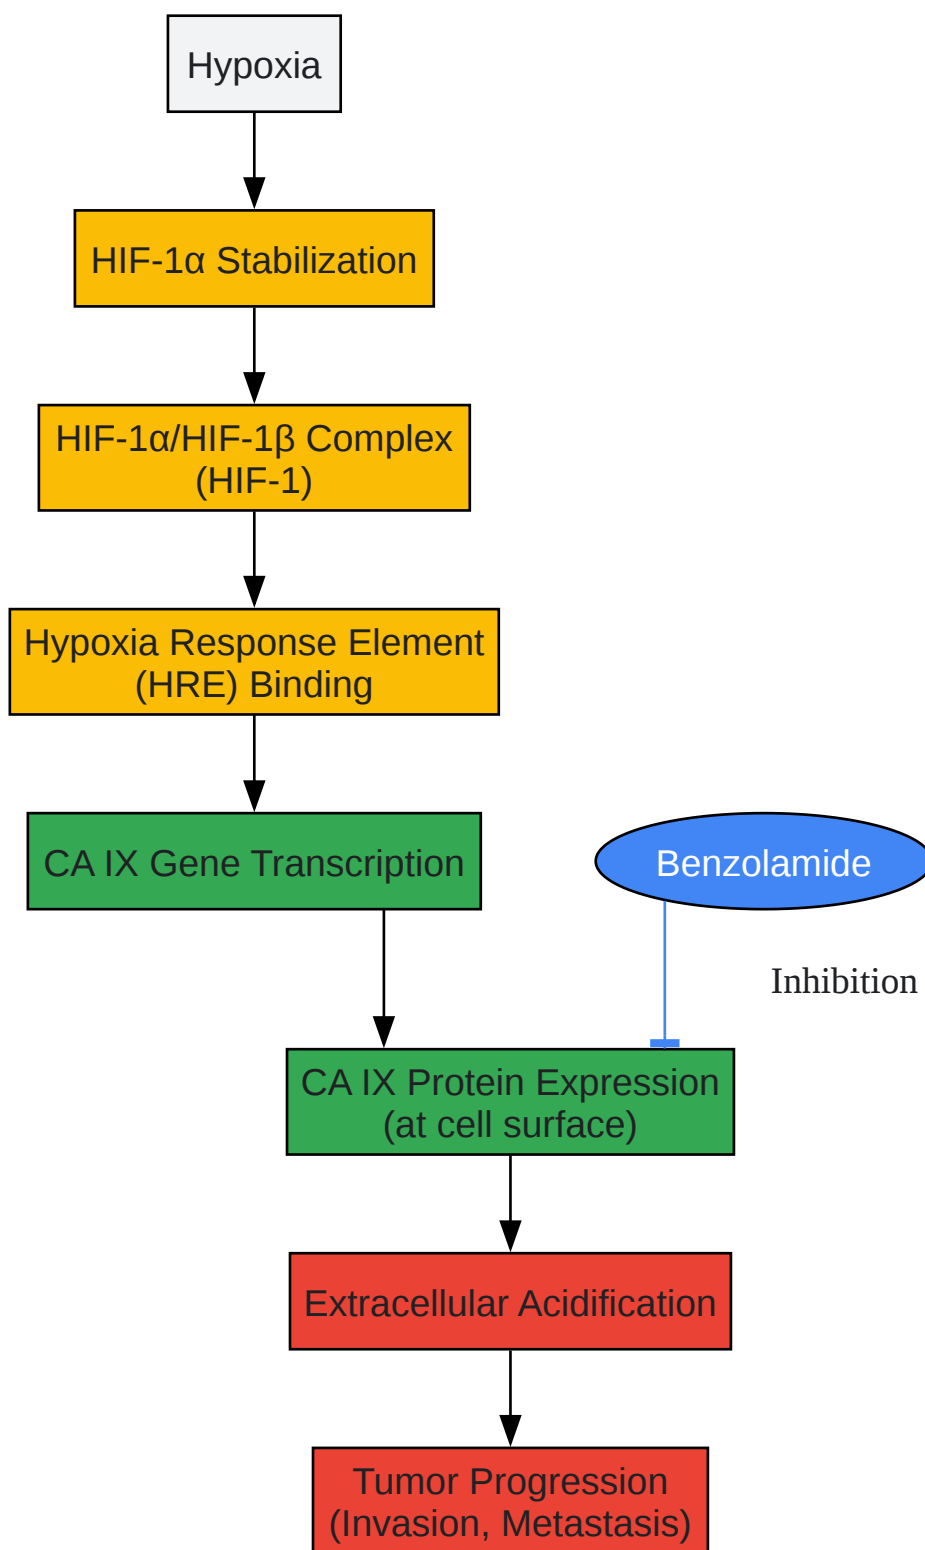 Hypoxia
HIF-1α Stabilization
HIF-1α/HIF-1β Complex
(HIF-1)
Hypoxia Response Element
(HRE) Binding
CA IX Gene Transcription
Benzolamide
Inhibition
CA IX Protein Expression
(at cell surface)
Extracellular Acidification
Tumor Progression
(Invasion, Metastasis)